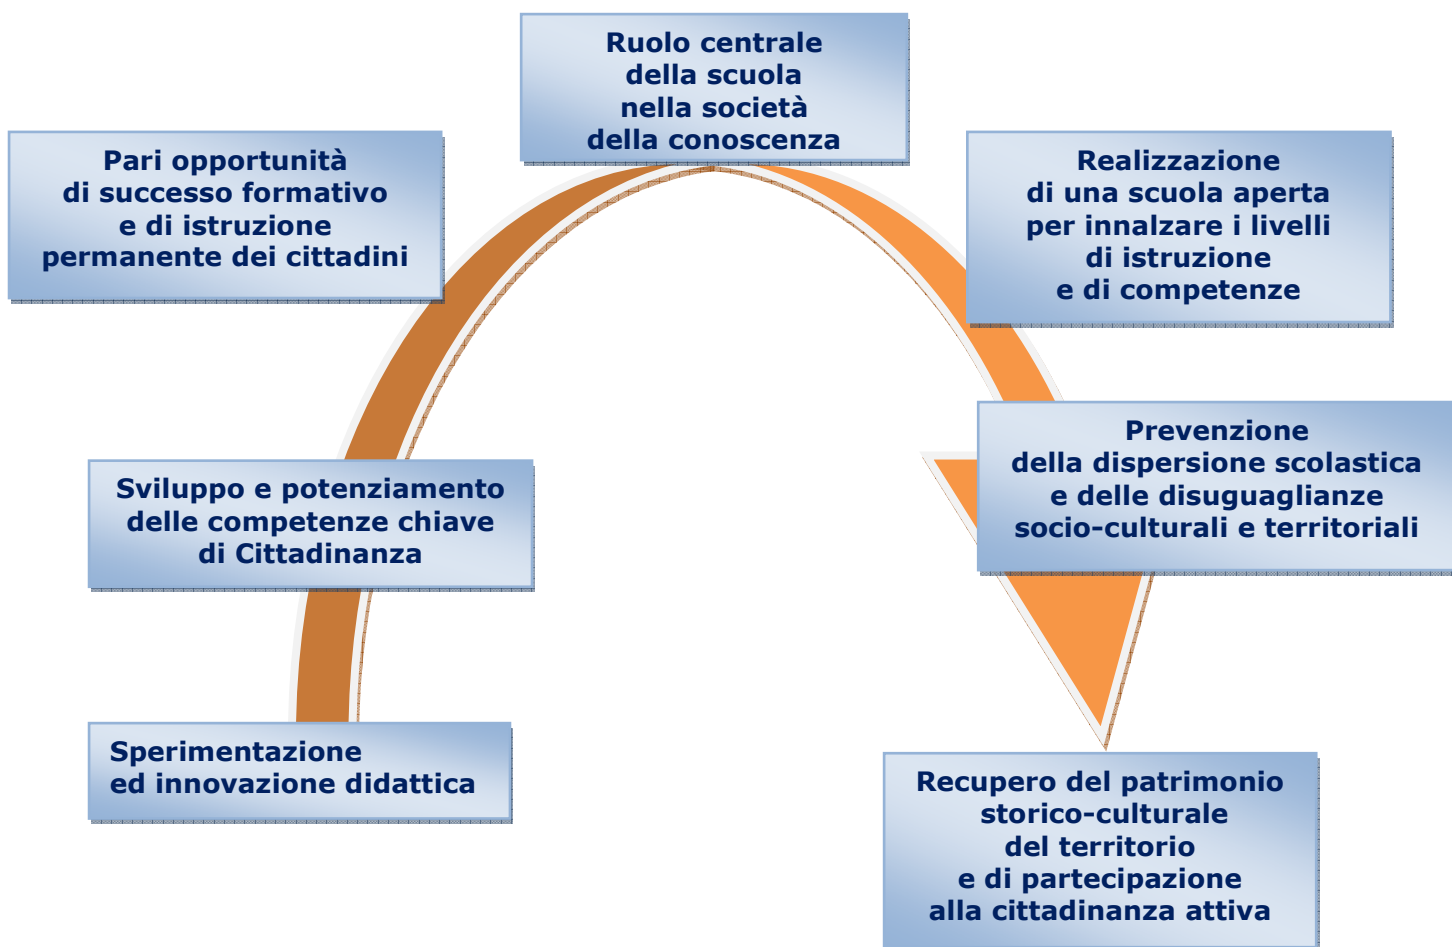 Ruolo centrale
della scuola
nella società
della conoscenza
Pari opportunità
di successo formativo
e di istruzione
permanente dei cittadini
Realizzazione
di una scuola aperta
per innalzare i livelli
di istruzione
e di competenze
Prevenzione
della dispersione scolastica
e delle disuguaglianze
socio-culturali e territoriali
Sviluppo e potenziamento
delle competenze chiave
di Cittadinanza
Sperimentazione
ed innovazione didattica
Recupero del patrimonio
storico-culturale
del territorio
e di partecipazione
alla cittadinanza attiva